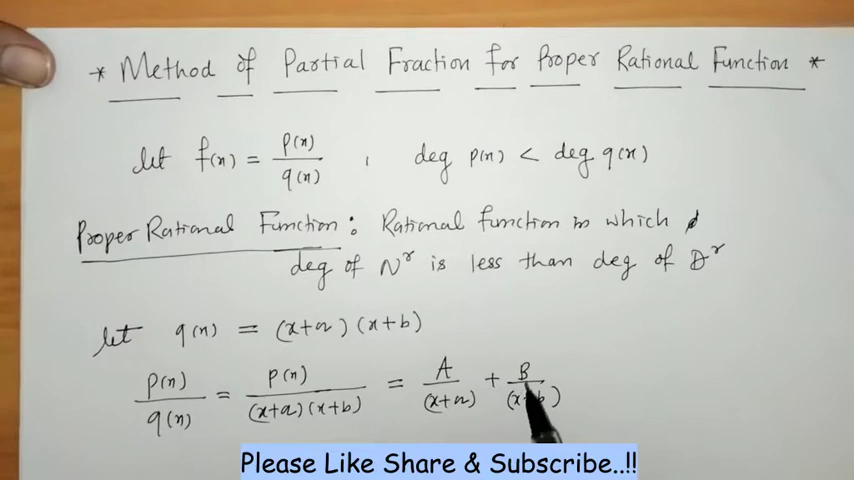 * Method of Partial Fraction for Proper Rational Function *
let f(x) = p(x)/q(x) , deg p(x) < deg q(x)
Proper Rational Function : Rational function in which
deg of Nʳ is less than deg of Dʳ
let q(x) = (x+a)(x+b)
p(x)/q(x) = p(x)/(x+a)(x+b) = A/(x+a) + B/(x+b)
Please Like Share & Subscribe..!!